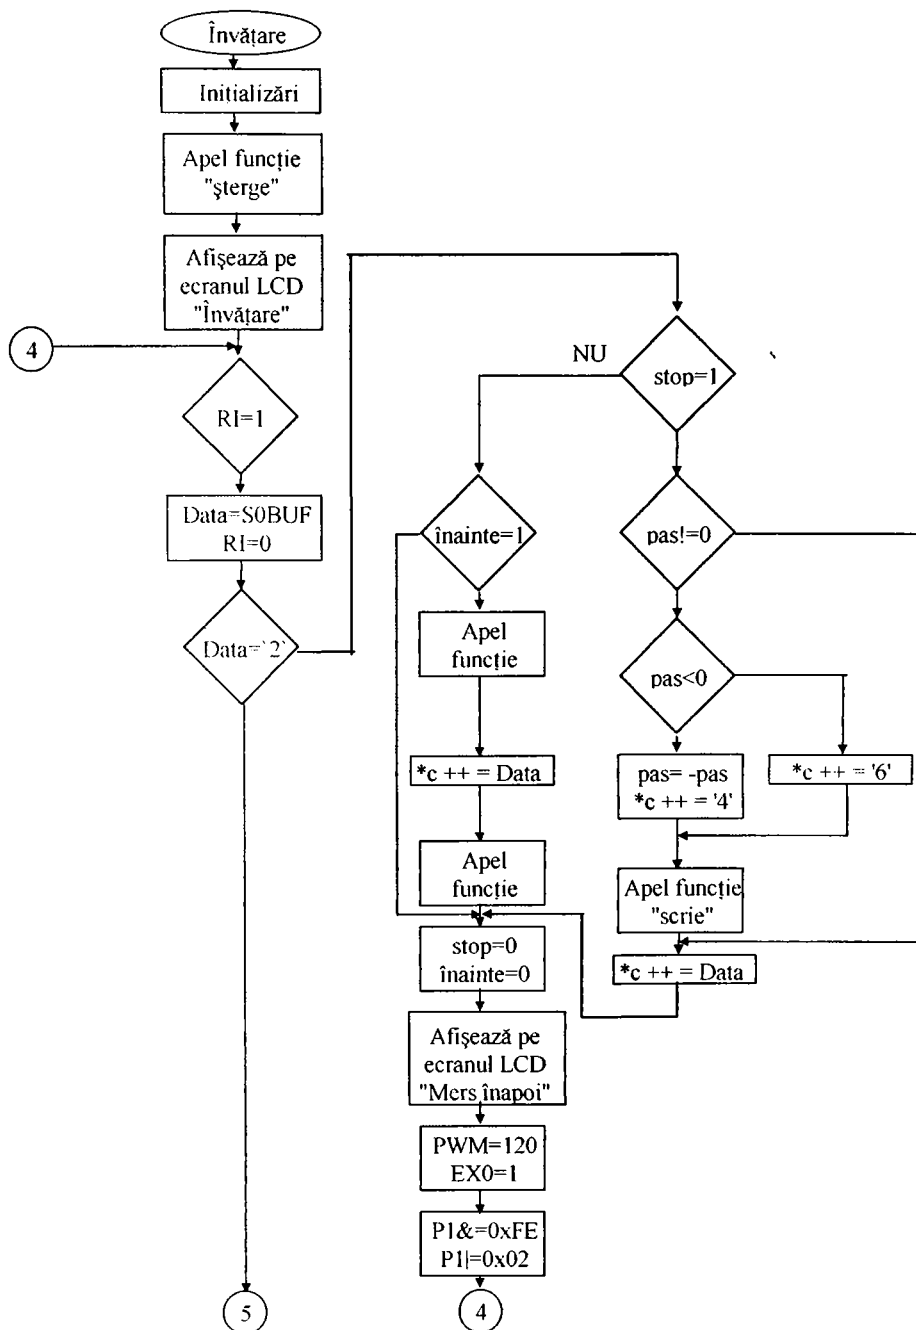 Învățare
Inițializări
Apel funcție
"șterge"
Afișează pe
ecranul LCD
"Învățare"
4
RI=1
Data=S0BUF
RI=0
Data='2'
5
stop=1
NU
înainte=1
Apel
funcție
*c ++ = Data
Apel
funcție
stop=0
înainte=0
Afișează pe
ecranul LCD
"Mers înapoi"
PWM=120
EX0=1
P1&=0xFE
P1|=0x02
4
pas!=0
pas<0
pas= -pas
*c ++ = '4'
*c ++ = '6'
Apel funcție
"scrie"
*c ++ = Data